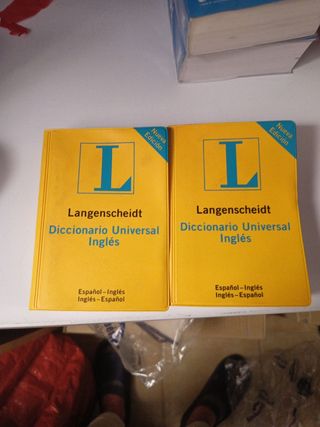 Nueva
Edición
L
Langenscheidt
Diccionario Universal
Inglés
Español – Inglés
Inglés – Español
Nueva
Edición
L
Langenscheidt
Diccionario Universal
Inglés
Español – Inglés
Inglés – Español